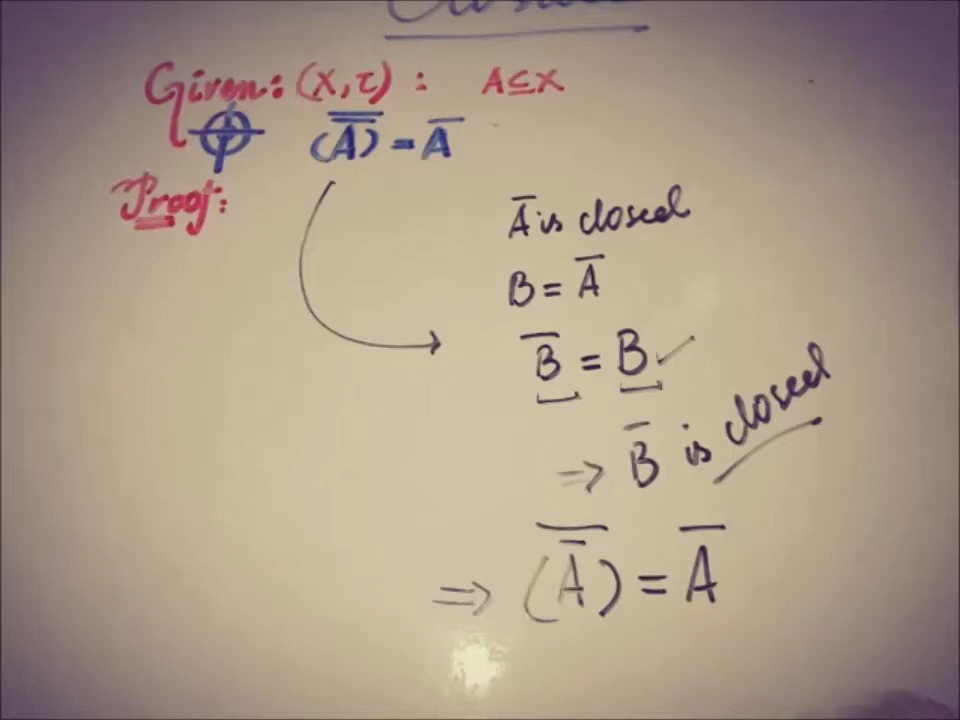 Given: (X, τ) : A⊆X
(A̿) = A̅
Proof:
A̅ is closed
B = A̅
B̅ = B ✓
⇒ B̅ is closed
⇒ (A̿) = A̅